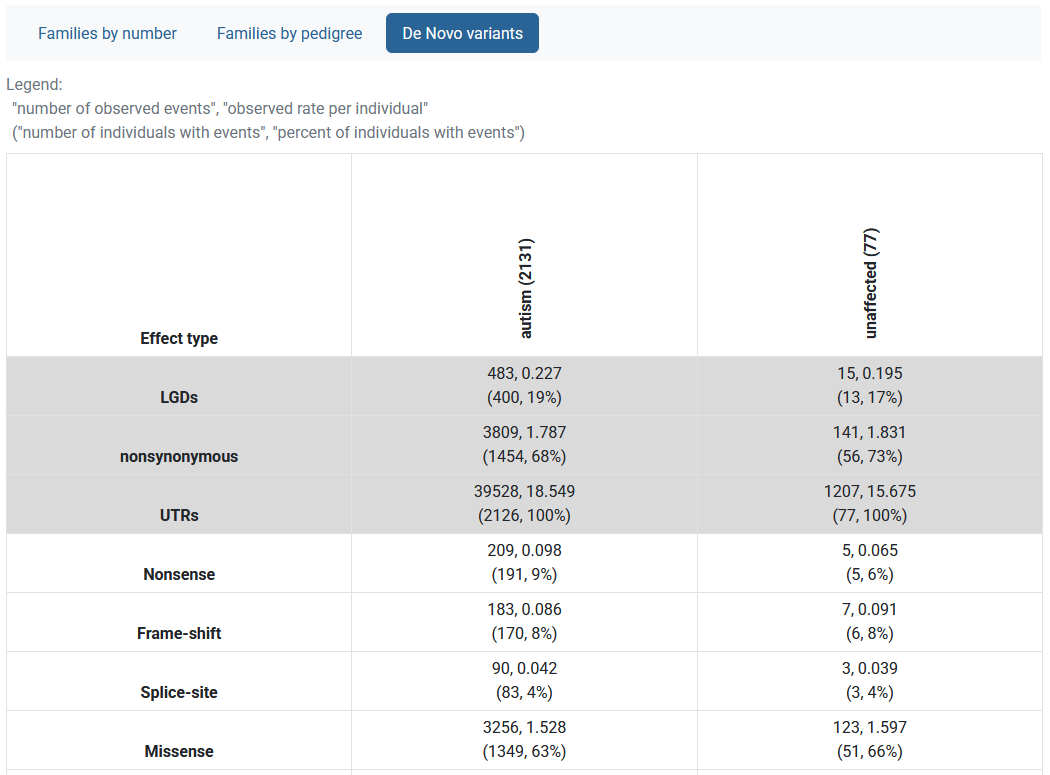 Families by number Families by pedigree De Novo variants
Legend:
"number of observed events", "observed rate per individual"
("number of individuals with events", "percent of individuals with events")
Effect type autism (2131) unaffected (77)
LGDs 483, 0.227 (400, 19%) 15, 0.195 (13, 17%)
nonsynonymous 3809, 1.787 (1454, 68%) 141, 1.831 (56, 73%)
UTRs 39528, 18.549 (2126, 100%) 1207, 15.675 (77, 100%)
Nonsense 209, 0.098 (191, 9%) 5, 0.065 (5, 6%)
Frame-shift 183, 0.086 (170, 8%) 7, 0.091 (6, 8%)
Splice-site 90, 0.042 (83, 4%) 3, 0.039 (3, 4%)
Missense 3256, 1.528 (1349, 63%) 123, 1.597 (51, 66%)